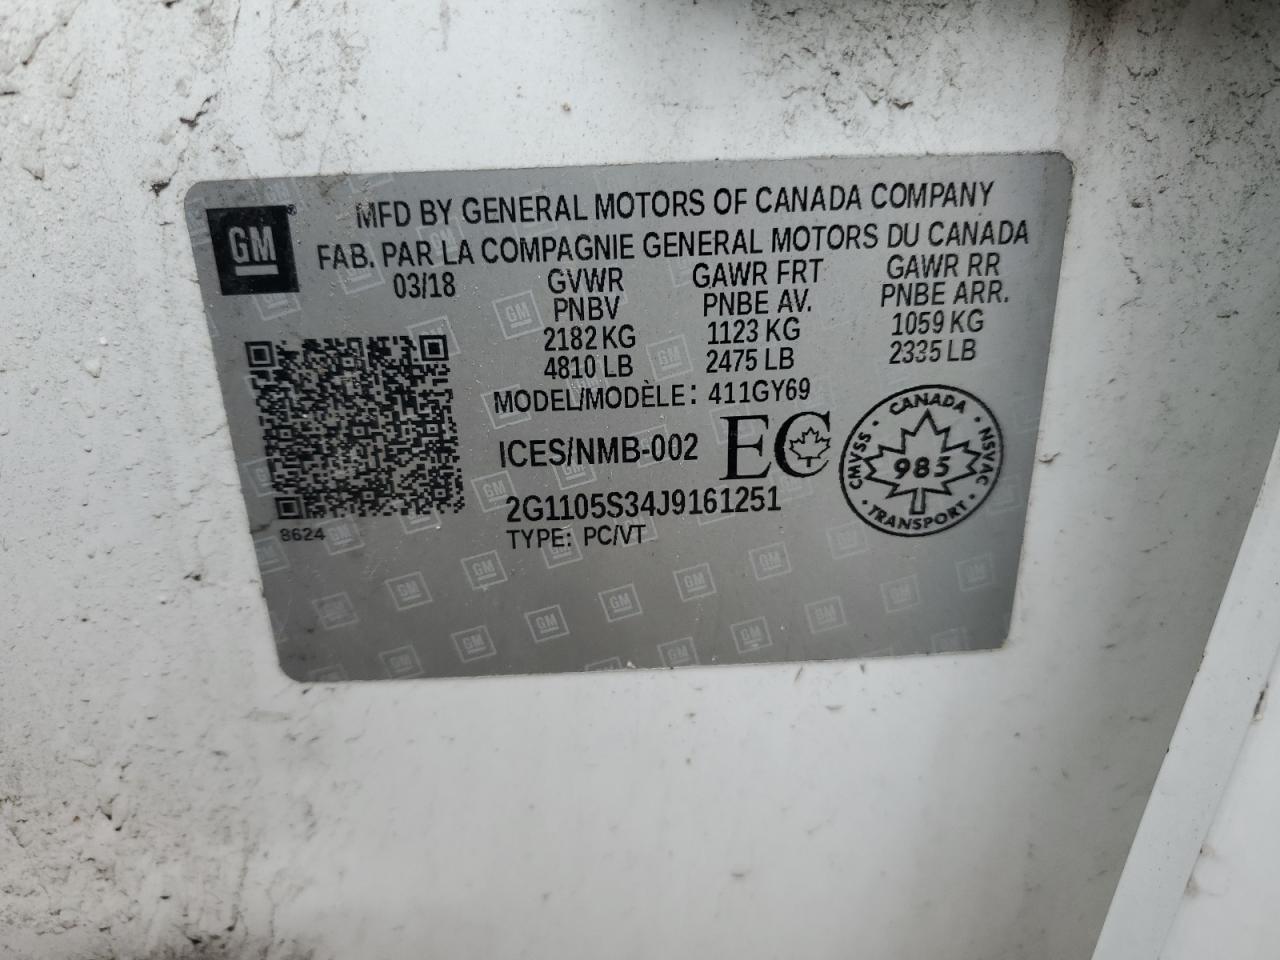 GM
MFD BY GENERAL MOTORS OF CANADA COMPANY
FAB. PAR LA COMPAGNIE GENERAL MOTORS DU CANADA
03/18 GVWR GAWR FRT GAWR RR
PNBV PNBE AV. PNBE ARR.
2182 KG 1123 KG 1059 KG
4810 LB 2475 LB 2335 LB
MODEL/MODÈLE: 411GY69
ICES/NMB-002 EC
CANADA
CMVSS 985 NSVAC
TRANSPORT
2G1105S34J9161251
8624 TYPE: PC/VT